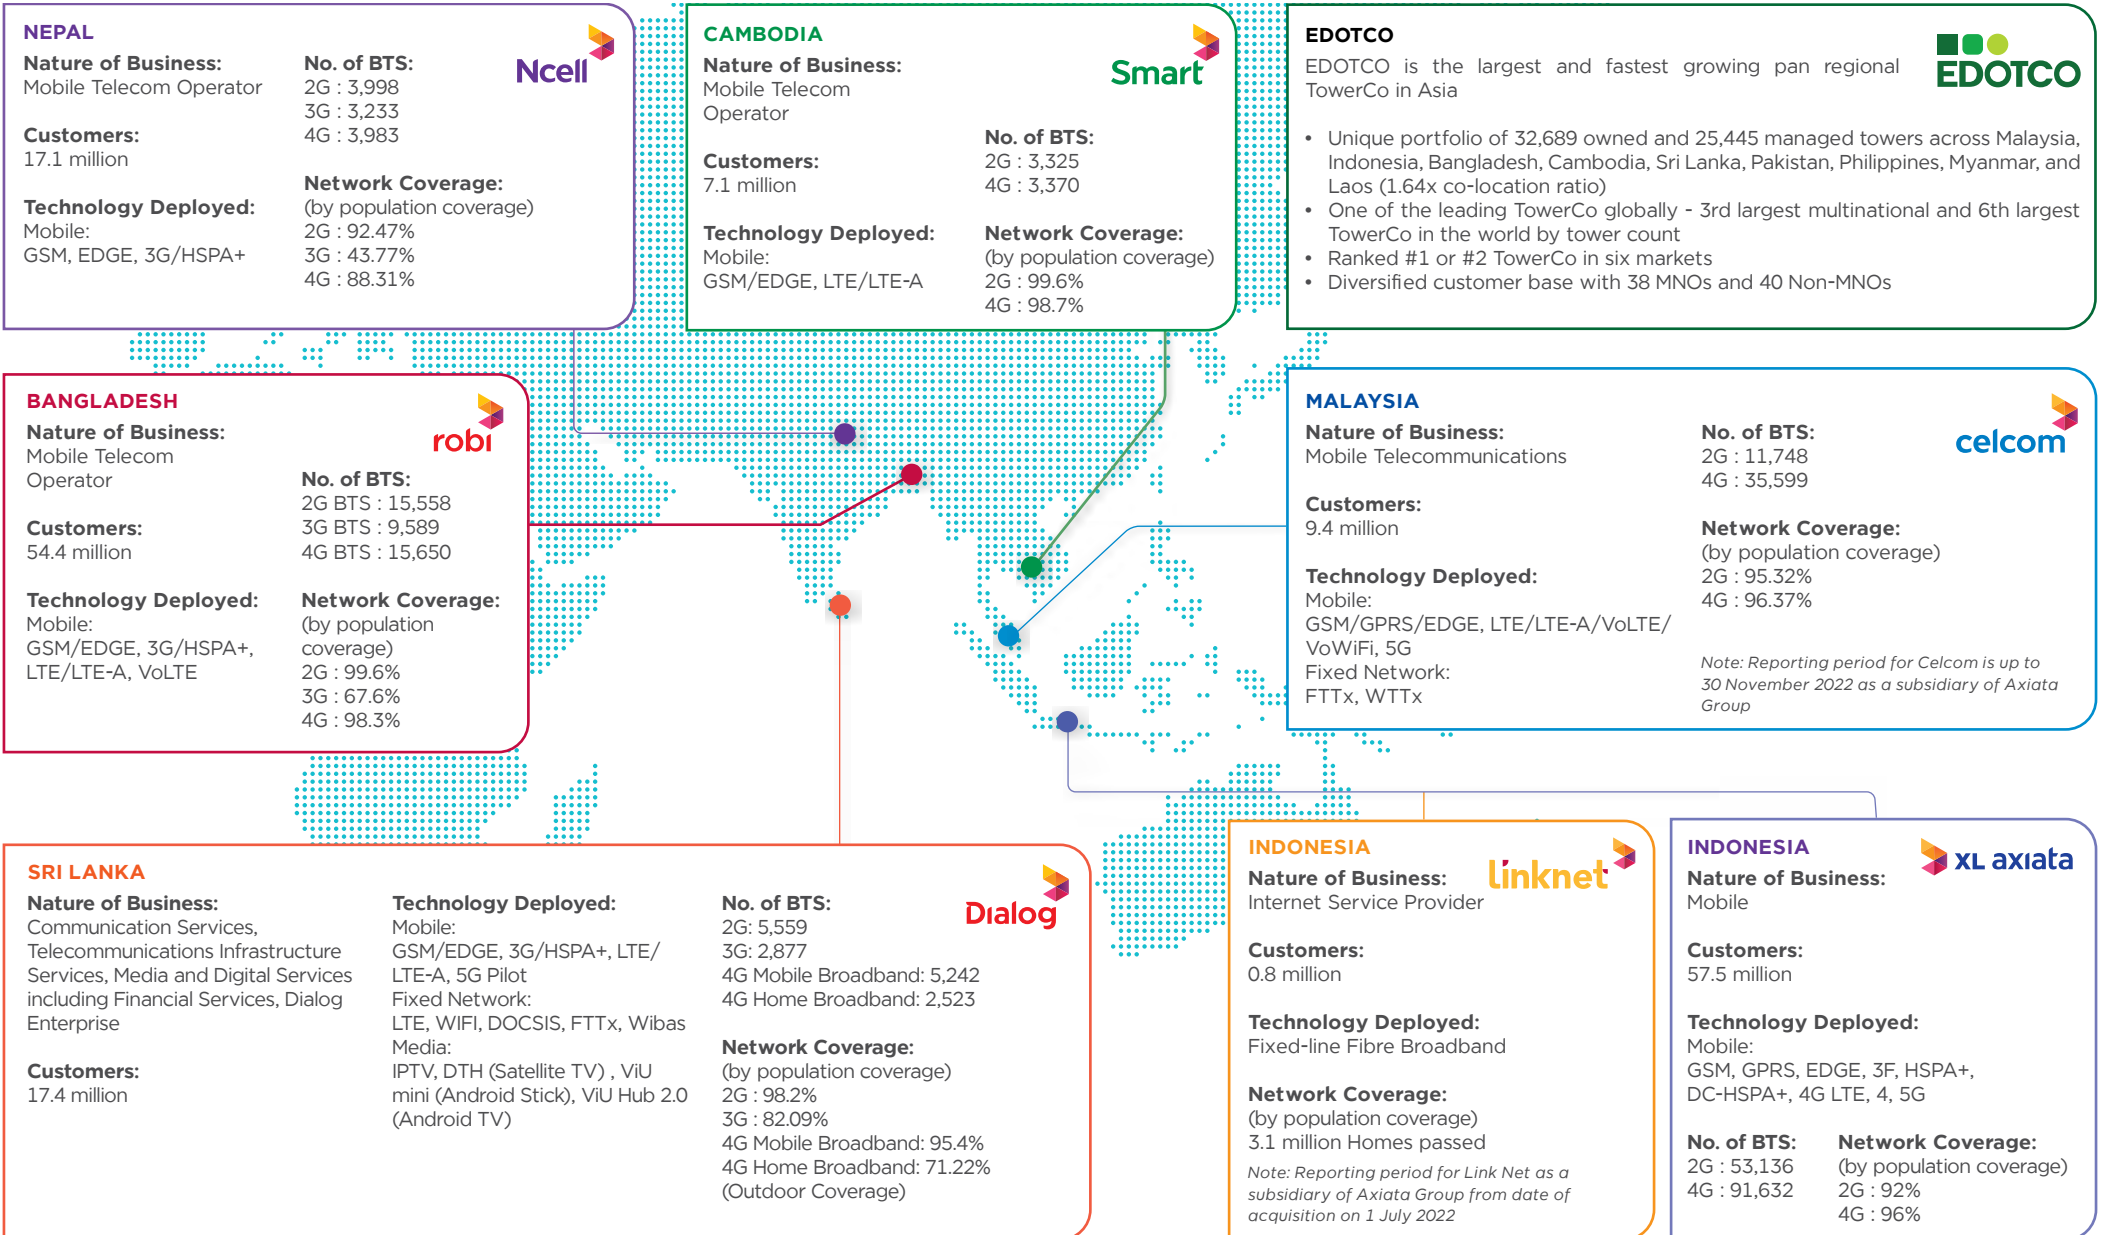 NEPAL
Nature of Business:
Mobile Telecom Operator
Customers:
17.1 million
Technology Deployed:
Mobile:
GSM, EDGE, 3G/HSPA+
No. of BTS:
2G : 3,998
3G : 3,233
4G : 3,983
Network Coverage:
(by population coverage)
2G : 92.47%
3G : 43.77%
4G : 88.31%
Ncell
CAMBODIA
Nature of Business:
Mobile Telecom
Operator
Customers:
7.1 million
Technology Deployed:
Mobile:
GSM/EDGE, LTE/LTE-A
Smart
No. of BTS:
2G : 3,325
4G : 3,370
Network Coverage:
(by population coverage)
2G : 99.6%
4G : 98.7%
EDOTCO
EDOTCO is the largest and fastest growing pan regional
TowerCo in Asia
EDOTCO
• Unique portfolio of 32,689 owned and 25,445 managed towers across Malaysia,
Indonesia, Bangladesh, Cambodia, Sri Lanka, Pakistan, Philippines, Myanmar, and
Laos (1.64x co-location ratio)
• One of the leading TowerCo globally - 3rd largest multinational and 6th largest
TowerCo in the world by tower count
• Ranked #1 or #2 TowerCo in six markets
• Diversified customer base with 38 MNOs and 40 Non-MNOs
BANGLADESH
Nature of Business:
Mobile Telecom
Operator
Customers:
54.4 million
Technology Deployed:
Mobile:
GSM/EDGE, 3G/HSPA+,
LTE/LTE-A, VoLTE
robi
No. of BTS:
2G BTS : 15,558
3G BTS : 9,589
4G BTS : 15,650
Network Coverage:
(by population
coverage)
2G : 99.6%
3G : 67.6%
4G : 98.3%
MALAYSIA
Nature of Business:
Mobile Telecommunications
Customers:
9.4 million
Technology Deployed:
Mobile:
GSM/GPRS/EDGE, LTE/LTE-A/VoLTE/
VoWiFi, 5G
Fixed Network:
FTTx, WTTx
No. of BTS:
2G : 11,748
4G : 35,599
Network Coverage:
(by population coverage)
2G : 95.32%
4G : 96.37%
Note: Reporting period for Celcom is up to
30 November 2022 as a subsidiary of Axiata
Group
celcom
SRI LANKA
Nature of Business:
Communication Services,
Telecommunications Infrastructure
Services, Media and Digital Services
including Financial Services, Dialog
Enterprise
Customers:
17.4 million
Technology Deployed:
Mobile:
GSM/EDGE, 3G/HSPA+, LTE/
LTE-A, 5G Pilot
Fixed Network:
LTE, WIFI, DOCSIS, FTTx, Wibas
Media:
IPTV, DTH (Satellite TV) , ViU
mini (Android Stick), ViU Hub 2.0
(Android TV)
No. of BTS:
2G: 5,559
3G: 2,877
4G Mobile Broadband: 5,242
4G Home Broadband: 2,523
Network Coverage:
(by population coverage)
2G : 98.2%
3G : 82.09%
4G Mobile Broadband: 95.4%
4G Home Broadband: 71.22%
(Outdoor Coverage)
Dialog
INDONESIA
Nature of Business:
Internet Service Provider
Customers:
0.8 million
Technology Deployed:
Fixed-line Fibre Broadband
Network Coverage:
(by population coverage)
3.1 million Homes passed
Note: Reporting period for Link Net as a
subsidiary of Axiata Group from date of
acquisition on 1 July 2022
linknet
INDONESIA
Nature of Business:
Mobile
Customers:
57.5 million
Technology Deployed:
Mobile:
GSM, GPRS, EDGE, 3F, HSPA+,
DC-HSPA+, 4G LTE, 4, 5G
No. of BTS:
2G : 53,136
4G : 91,632
Network Coverage:
(by population coverage)
2G : 92%
4G : 96%
XL axiata